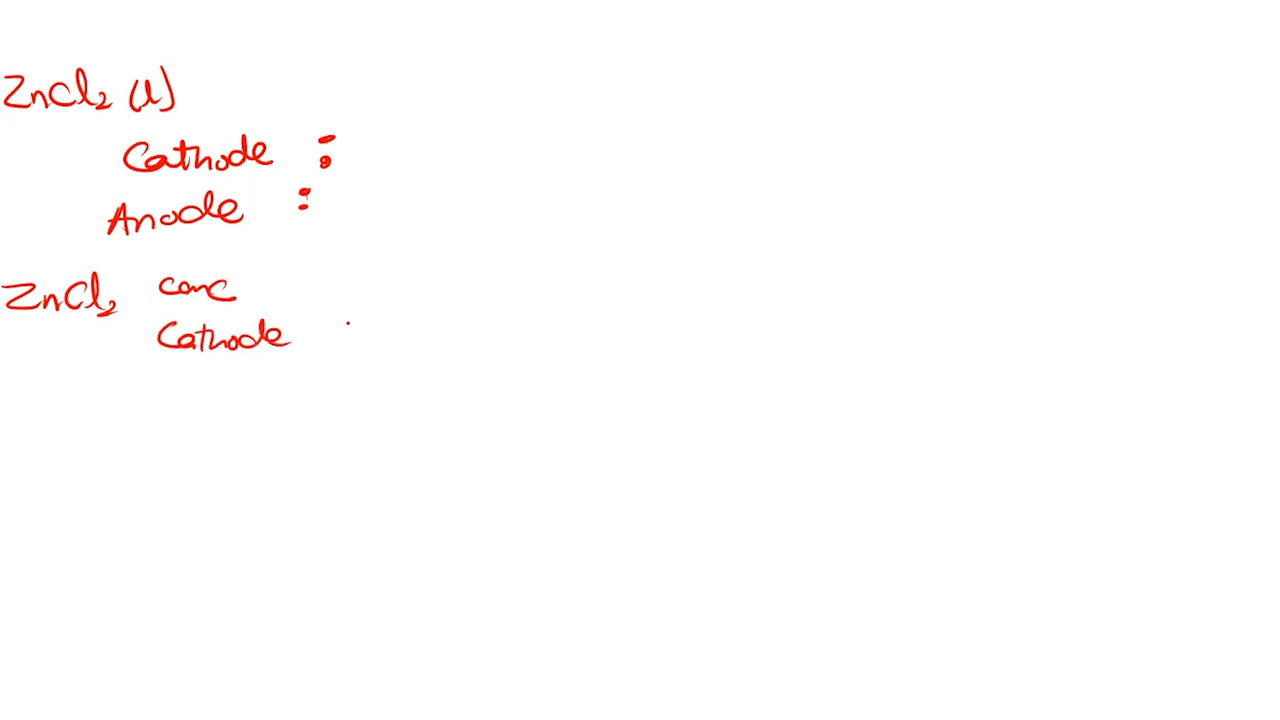 ZnCl₂ (l)
Cathode :
Anode :
ZnCl₂ conc
Cathode